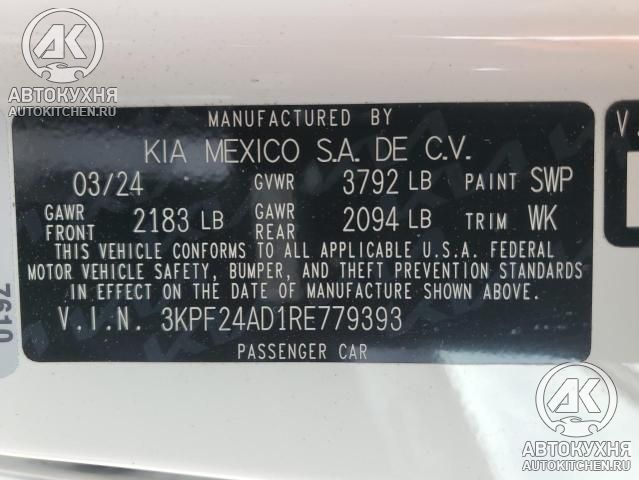 АК
АВТОКУХНЯ
AUTOKITCHEN.RU
MANUFACTURED BY
KIA MEXICO S.A. DE C.V.
03/24 GVWR 3792 LB PAINT SWP
GAWR FRONT 2183 LB GAWR REAR 2094 LB TRIM WK
THIS VEHICLE CONFORMS TO ALL APPLICABLE U.S.A. FEDERAL
MOTOR VEHICLE SAFETY, BUMPER, AND THEFT PREVENTION STANDARDS
IN EFFECT ON THE DATE OF MANUFACTURE SHOWN ABOVE
V.I.N. 3KPF24AD1RE779393
PASSENGER CAR
7610
V.
АК
АВТОКУХНЯ
AUTOKITCHEN.RU